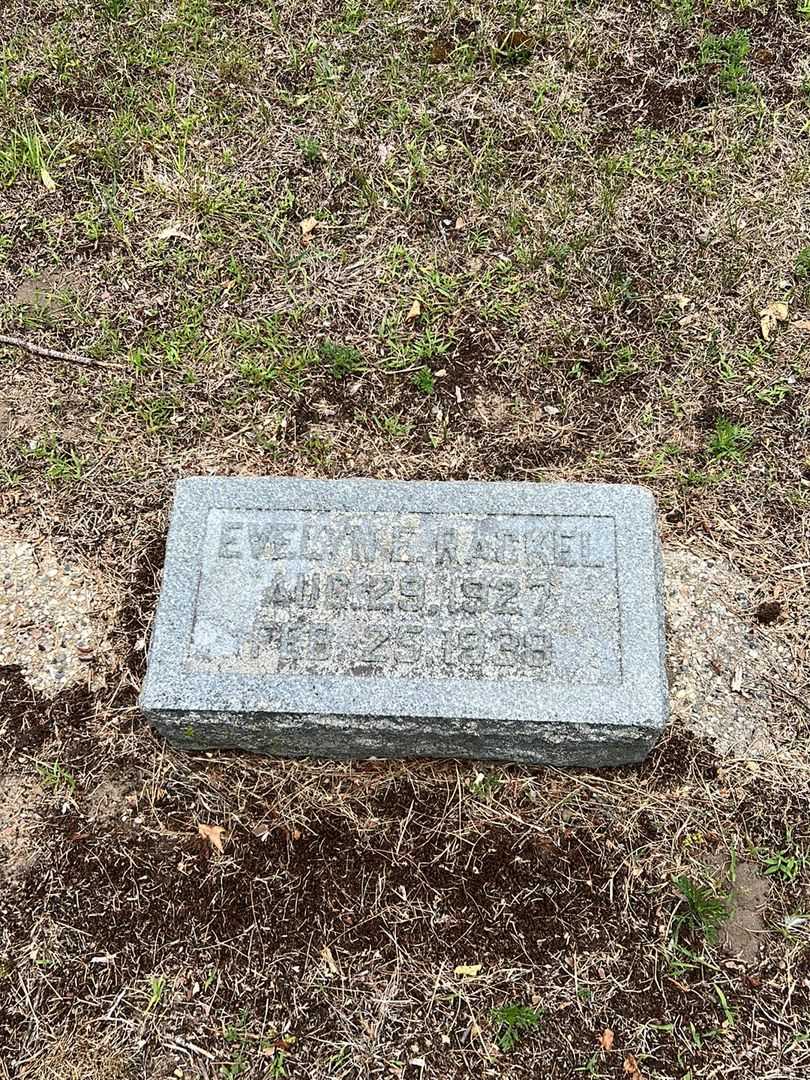 EVELYN E. RACKEL
AUG. 29, 1927
FEB. 25, 1938